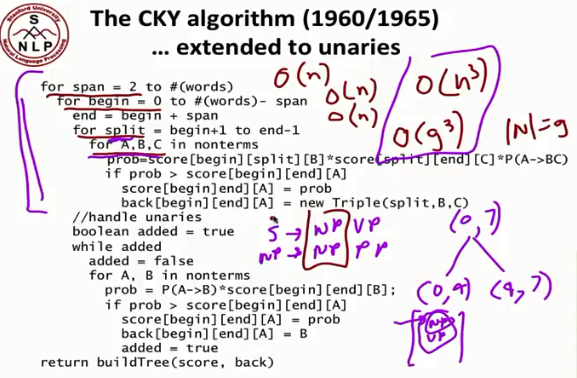 Stanford University
NLP
Natural Language Processing
The CKY algorithm (1960/1965)
… extended to unaries
for span = 2 to #(words)
for begin = 0 to #(words)- span
end = begin + span
for split = begin+1 to end-1
for A,B,C in nonterms
prob=score[begin][split][B]*score[split][end][C]*P(A->BC)
if prob > score[begin][end][A]
score[begin][end][A] = prob
back[begin][end][A] = new Triple(split,B,C)
//handle unaries
boolean added = true
while added
added = false
for A, B in nonterms
prob = P(A->B)*score[begin][end][B];
if prob > score[begin][end][A]
score[begin][end][A] = prob
back[begin][end][A] = B
added = true
return buildTree(score, back)
O(n)
O(n)
O(n)
O(n³)
O(g³)
|N|=g
S → NP VP
NP → NP PP
(0,7)
(0,4) (4,7)
NP
VP